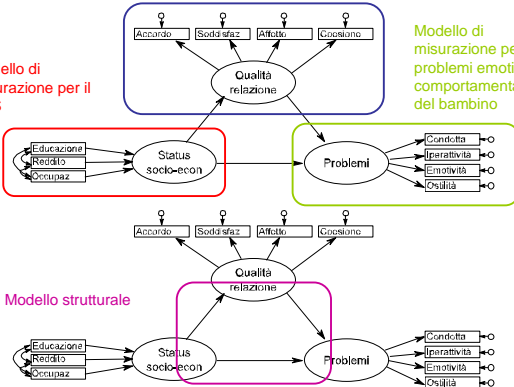 Accordo Soddisfaz Affetto Coesione
Qualità
relazione
Modello di
misurazione pe
problemi emoti
comportamenta
del bambino
ello di
urazione per il
S
Educazione
Reddito
Occupaz
Status
socio-econ
Problemi
Condotta
Iperattività
Emotività
Ostilità
Accordo Soddisfaz Affetto Coesione
Qualità
relazione
Modello strutturale
Educazione
Reddito
Occupaz
Status
socio-econ
Problemi
Condotta
Iperattività
Emotività
Ostilità